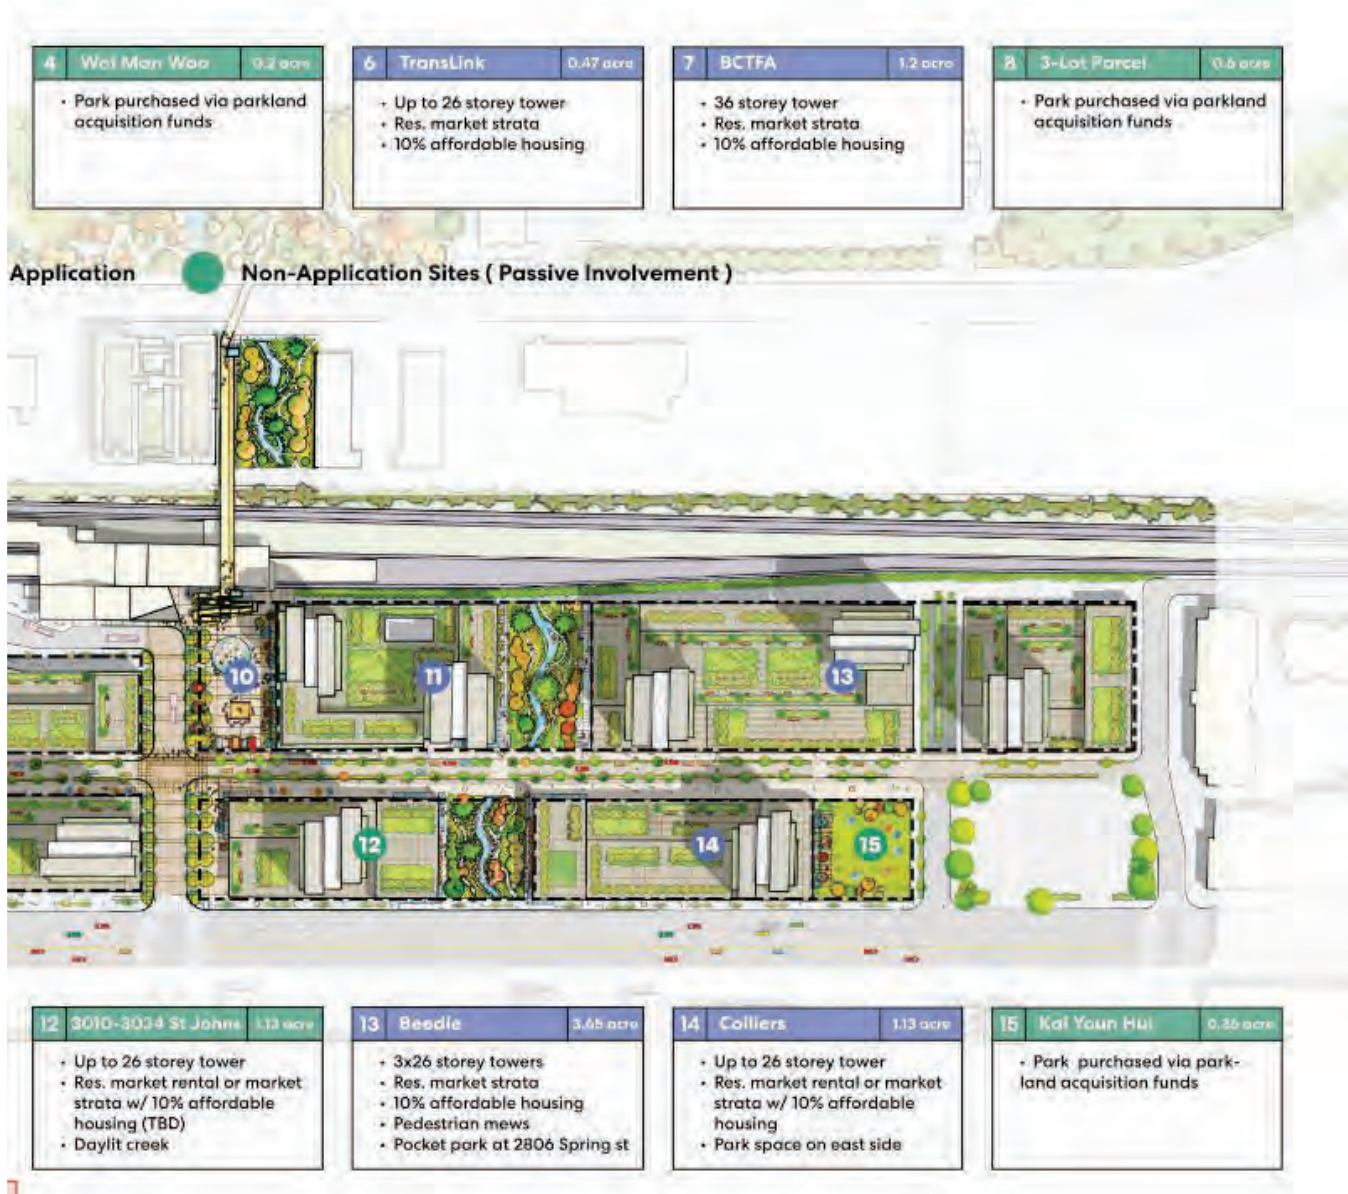 4 Wai Man Woo 0.2 acre
• Park purchased via parkland
acquisition funds
6 TransLink 0.47 acre
• Up to 26 storey tower
• Res. market strata
• 10% affordable housing
7 BCTFA 1.2 acre
• 36 storey tower
• Res. market strata
• 10% affordable housing
8 3-Lot Parcel 0.6 acre
• Park purchased via parkland
acquisition funds
Application
Non-Application Sites ( Passive Involvement )
10
11
13
12
14
15
12 3010-3034 St Johns 1.13 acre
• Up to 26 storey tower
• Res. market rental or market
strata w/ 10% affordable
housing (TBD)
• Daylit creek
13 Beedie 3.65 acre
• 3x26 storey towers
• Res. market strata
• 10% affordable housing
• Pedestrian mews
• Pocket park at 2806 Spring st
14 Colliers 1.13 acre
• Up to 26 storey tower
• Res. market rental or market
strata w/ 10% affordable
housing
• Park space on east side
15 Kai Youn Hui 0.36 acre
• Park purchased via park-
land acquisition funds